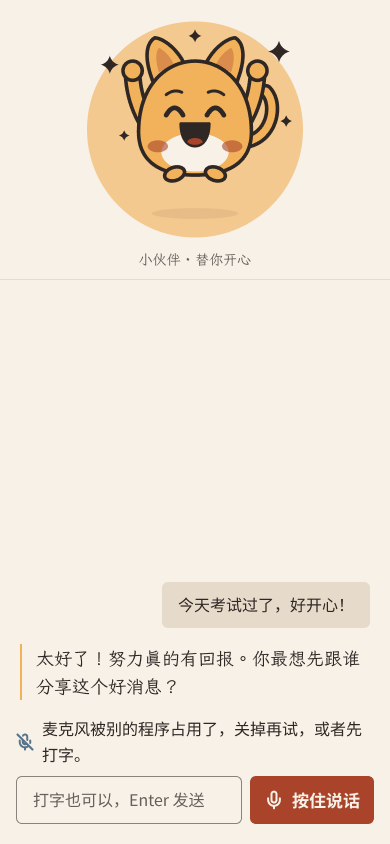 小伙伴·替你开心
今天考试过了，好开心！
太好了！努力真的有回报。你最想先跟谁
分享这个好消息？
麦克风被别的程序占用了，关掉再试，或者先
打字。
打字也可以，Enter 发送
按住说话